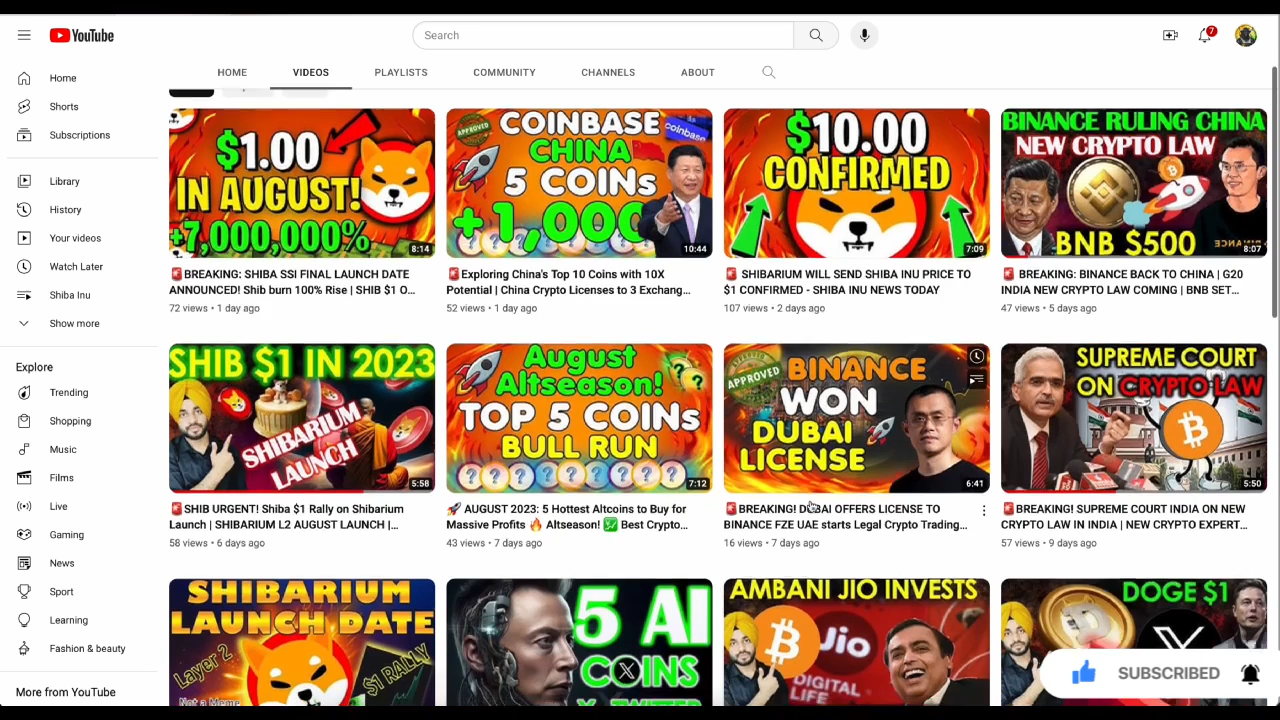 YouTube
Search
7
HOME
VIDEOS
PLAYLISTS
COMMUNITY
CHANNELS
ABOUT
Home
Shorts
Subscriptions
Library
History
Your videos
Watch Later
Shiba Inu
Show more
Explore
Trending
Shopping
Music
Films
Live
Gaming
News
Sport
Learning
Fashion & beauty
More from YouTube
$1.00
IN AUGUST!
+7,000,000%
8:14
🚨BREAKING: SHIBA SSI FINAL LAUNCH DATE
ANNOUNCED! Shib burn 100% Rise | SHIB $1 O...
72 views • 1 day ago
APPROVED
COINBASE
coinbase
CHINA
5 COINs
+1,000
10:44
🚨Exploring China's Top 10 Coins with 10X
Potential | China Crypto Licenses to 3 Exchang...
52 views • 1 day ago
$10.00
CONFIRMED
7:09
🚨 SHIBARIUM WILL SEND SHIBA INU PRICE TO
$1 CONFIRMED - SHIBA INU NEWS TODAY
107 views • 2 days ago
BINANCE RULING CHINA
NEW CRYPTO LAW
BNB $500
8:07
🚨 BREAKING: BINANCE BACK TO CHINA | G20
INDIA NEW CRYPTO LAW COMING | BNB SET...
47 views • 5 days ago
SHIB $1 IN 2023
SHIBARIUM
LAUNCH
5:58
🚨SHIB URGENT! Shiba $1 Rally on Shibarium
Launch | SHIBARIUM L2 AUGUST LAUNCH |...
58 views • 6 days ago
August
Altseason!
TOP 5 COINs
BULL RUN
7:12
🚀 AUGUST 2023: 5 Hottest Altcoins to Buy for
Massive Profits 🔥 Altseason! 💹 Best Crypto...
43 views • 7 days ago
APPROVED
BINANCE
WON
DUBAI
LICENSE
6:41
🚨BREAKING! DUBAI OFFERS LICENSE TO
BINANCE FZE UAE starts Legal Crypto Trading...
16 views • 7 days ago
SUPREME COURT
ON CRYPTO LAW
5:50
🚨BREAKING! SUPREME COURT INDIA ON NEW
CRYPTO LAW IN INDIA | NEW CRYPTO EXPERT...
57 views • 9 days ago
SHIBARIUM
LAUNCH DATE
Layer 2
$1 RALLY
Not a Meme
5 AI
COINS
X TWITTER
AMBANI JIO INVESTS
Jio
DIGITAL
LIFE
DOGE $1
X
SUBSCRIBED